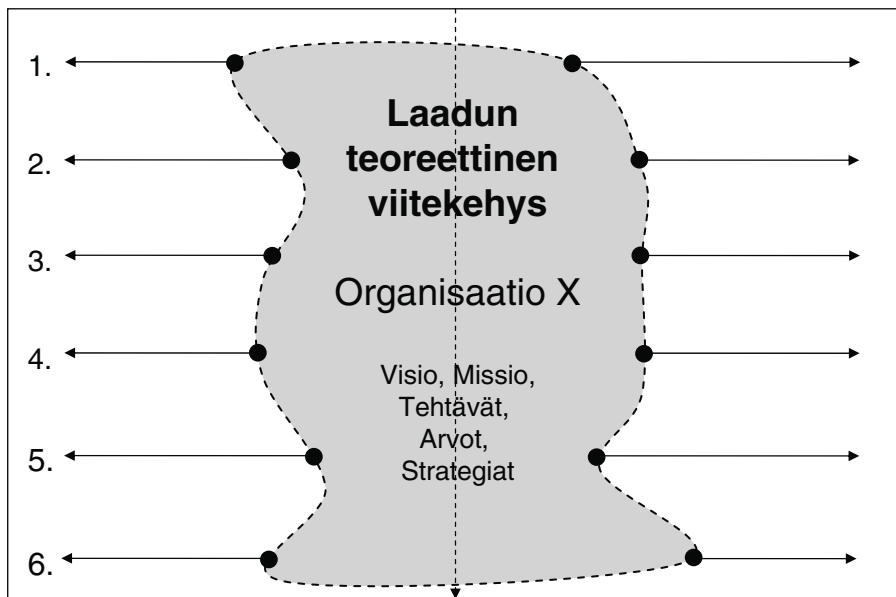 1.
Laadun
teoreettinen
viitekehys
2.
3.
Organisaatio X
4.
Visio, Missio,
Tehtävät,
Arvot,
Strategiat
5.
6.